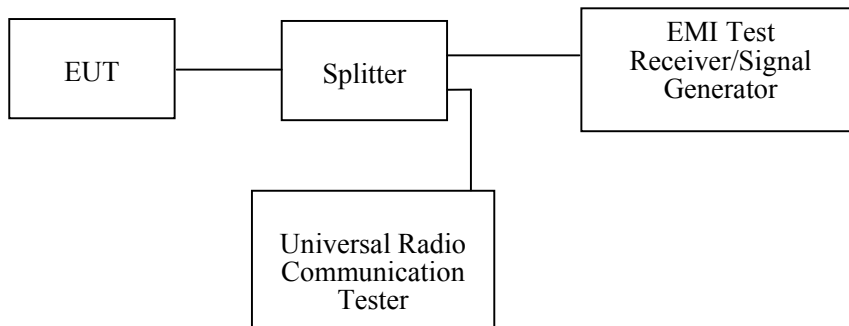 EUT
Splitter
EMI Test
Receiver/Signal
Generator
Universal Radio
Communication
Tester